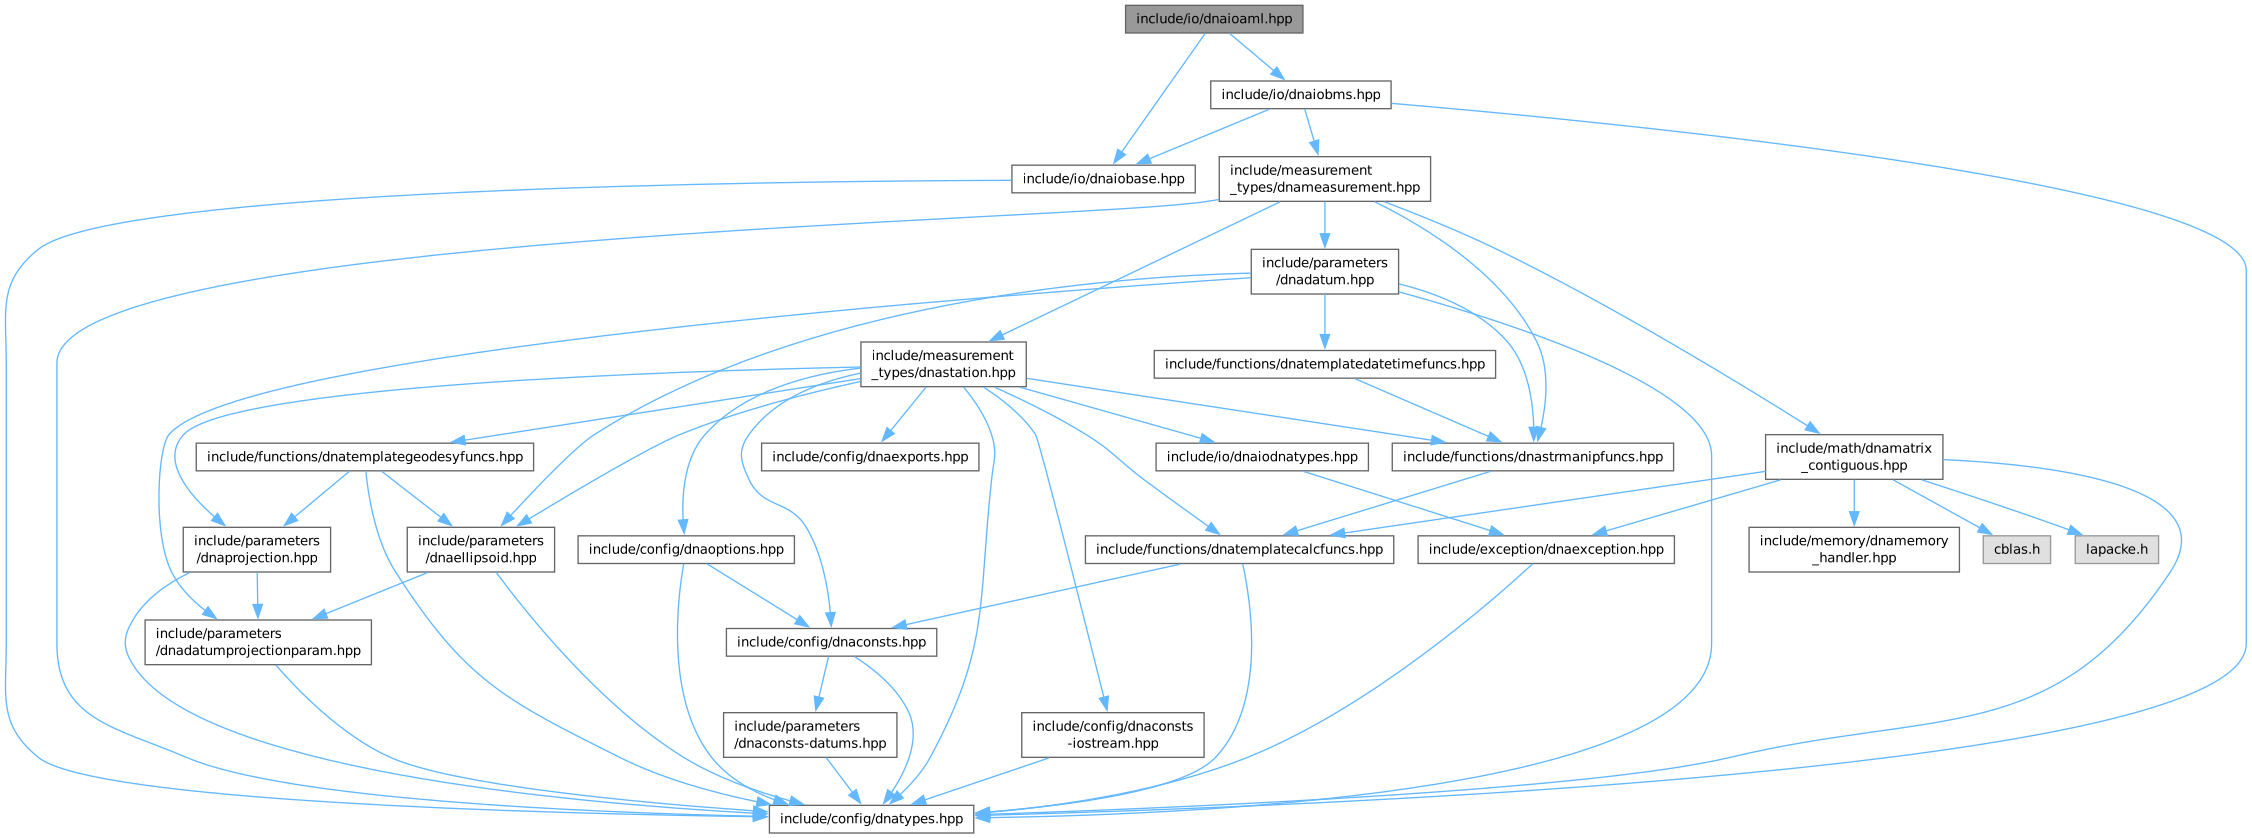 include/io/dnaioaml.hpp
include/io/dnaiobms.hpp
include/io/dnaiobase.hpp
include/measurement
_types/dnameasurement.hpp
include/parameters
/dnadatum.hpp
include/measurement
_types/dnastation.hpp
include/functions/dnatemplatedatetimefuncs.hpp
include/functions/dnatemplategeodesyfuncs.hpp
include/config/dnaexports.hpp
include/io/dnaiodnatypes.hpp
include/functions/dnastrmanipfuncs.hpp
include/math/dnamatrix
_contiguous.hpp
include/parameters
/dnaprojection.hpp
include/parameters
/dnaellipsoid.hpp
include/config/dnaoptions.hpp
include/functions/dnatemplatecalcfuncs.hpp
include/exception/dnaexception.hpp
include/memory/dnamemory
_handler.hpp
cblas.h
lapacke.h
include/parameters
/dnadatumprojectionparam.hpp
include/config/dnaconsts.hpp
include/parameters
/dnaconsts-datums.hpp
include/config/dnaconsts
-iostream.hpp
include/config/dnatypes.hpp